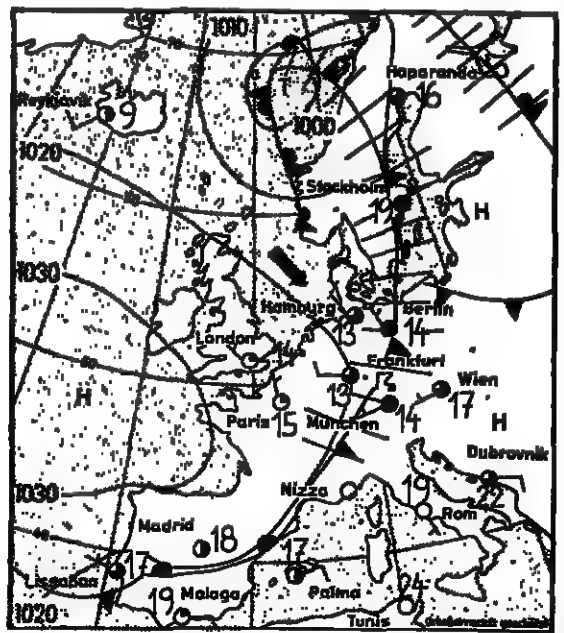 1010
Haparanda
16
Reykjavik
9
1000
1020
Stockholm
19
H
1030
Hamburg
13
Berlin
14
London
14
Frankfurt
13
Wien
17
H
Paris
15
München
14
H
Dubrovnik
22
1030
Nizza
19
Rom
Madrid
18
17
Lissabon
17
Palma
19
Malaga
24
Tunis
1020